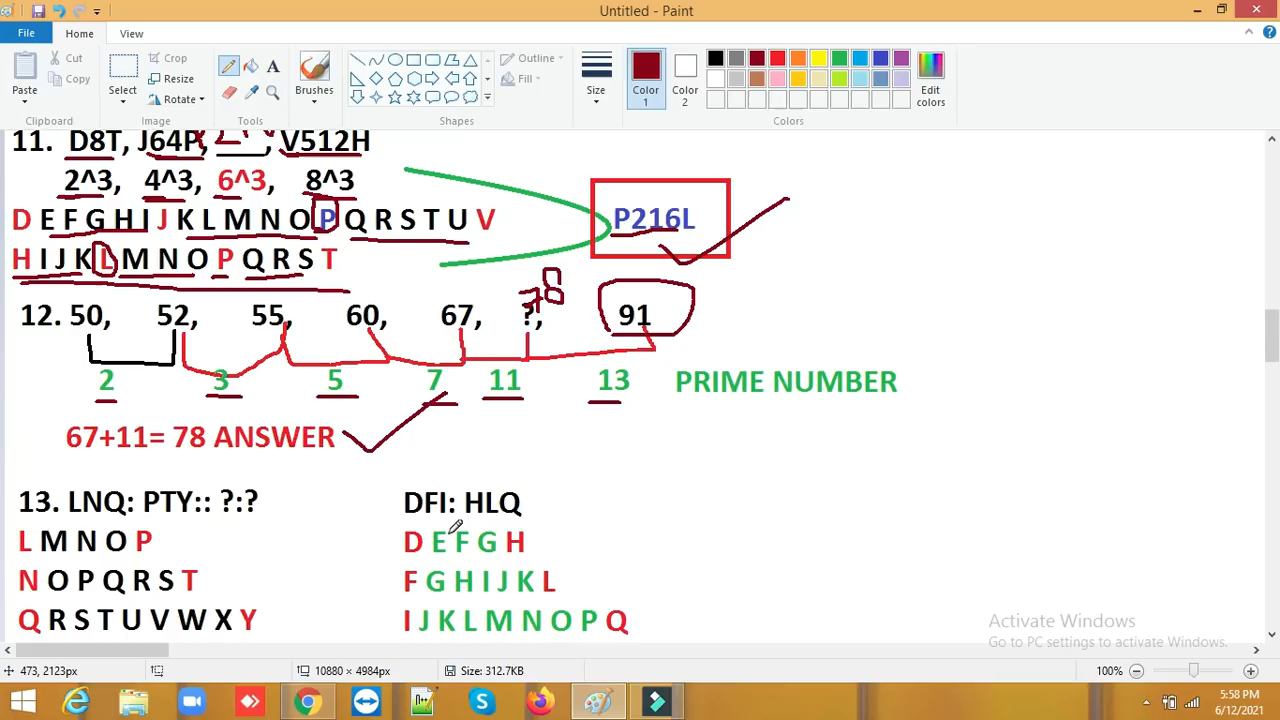 Untitled - Paint
File Home View
Paste
Cut
Copy
Clipboard
Select
Crop
Resize
Rotate
Image
A
Tools
Brushes
Outline
Fill
Shapes
Size
Color 1
Color 2
Edit colors
Colors
11. D8T, J64P, ____, V512H
2^3, 4^3, 6^3, 8^3
D E F G H I J K L M N O P Q R S T U V
H I J K L M N O P Q R S T
P216L
78
12. 50, 52, 55, 60, 67, ?, 91
2 3 5 7 11 13 PRIME NUMBER
67+11= 78 ANSWER
13. LNQ: PTY:: ?:? DFI: HLQ
L M N O P D E F G H
N O P Q R S T F G H I J K L
Q R S T U V W X Y I J K L M N O P Q
Activate Windows
Go to PC settings to activate Windows.
473, 2123px 10880 × 4984px Size: 312.7KB 100%
5:58 PM
6/12/2021